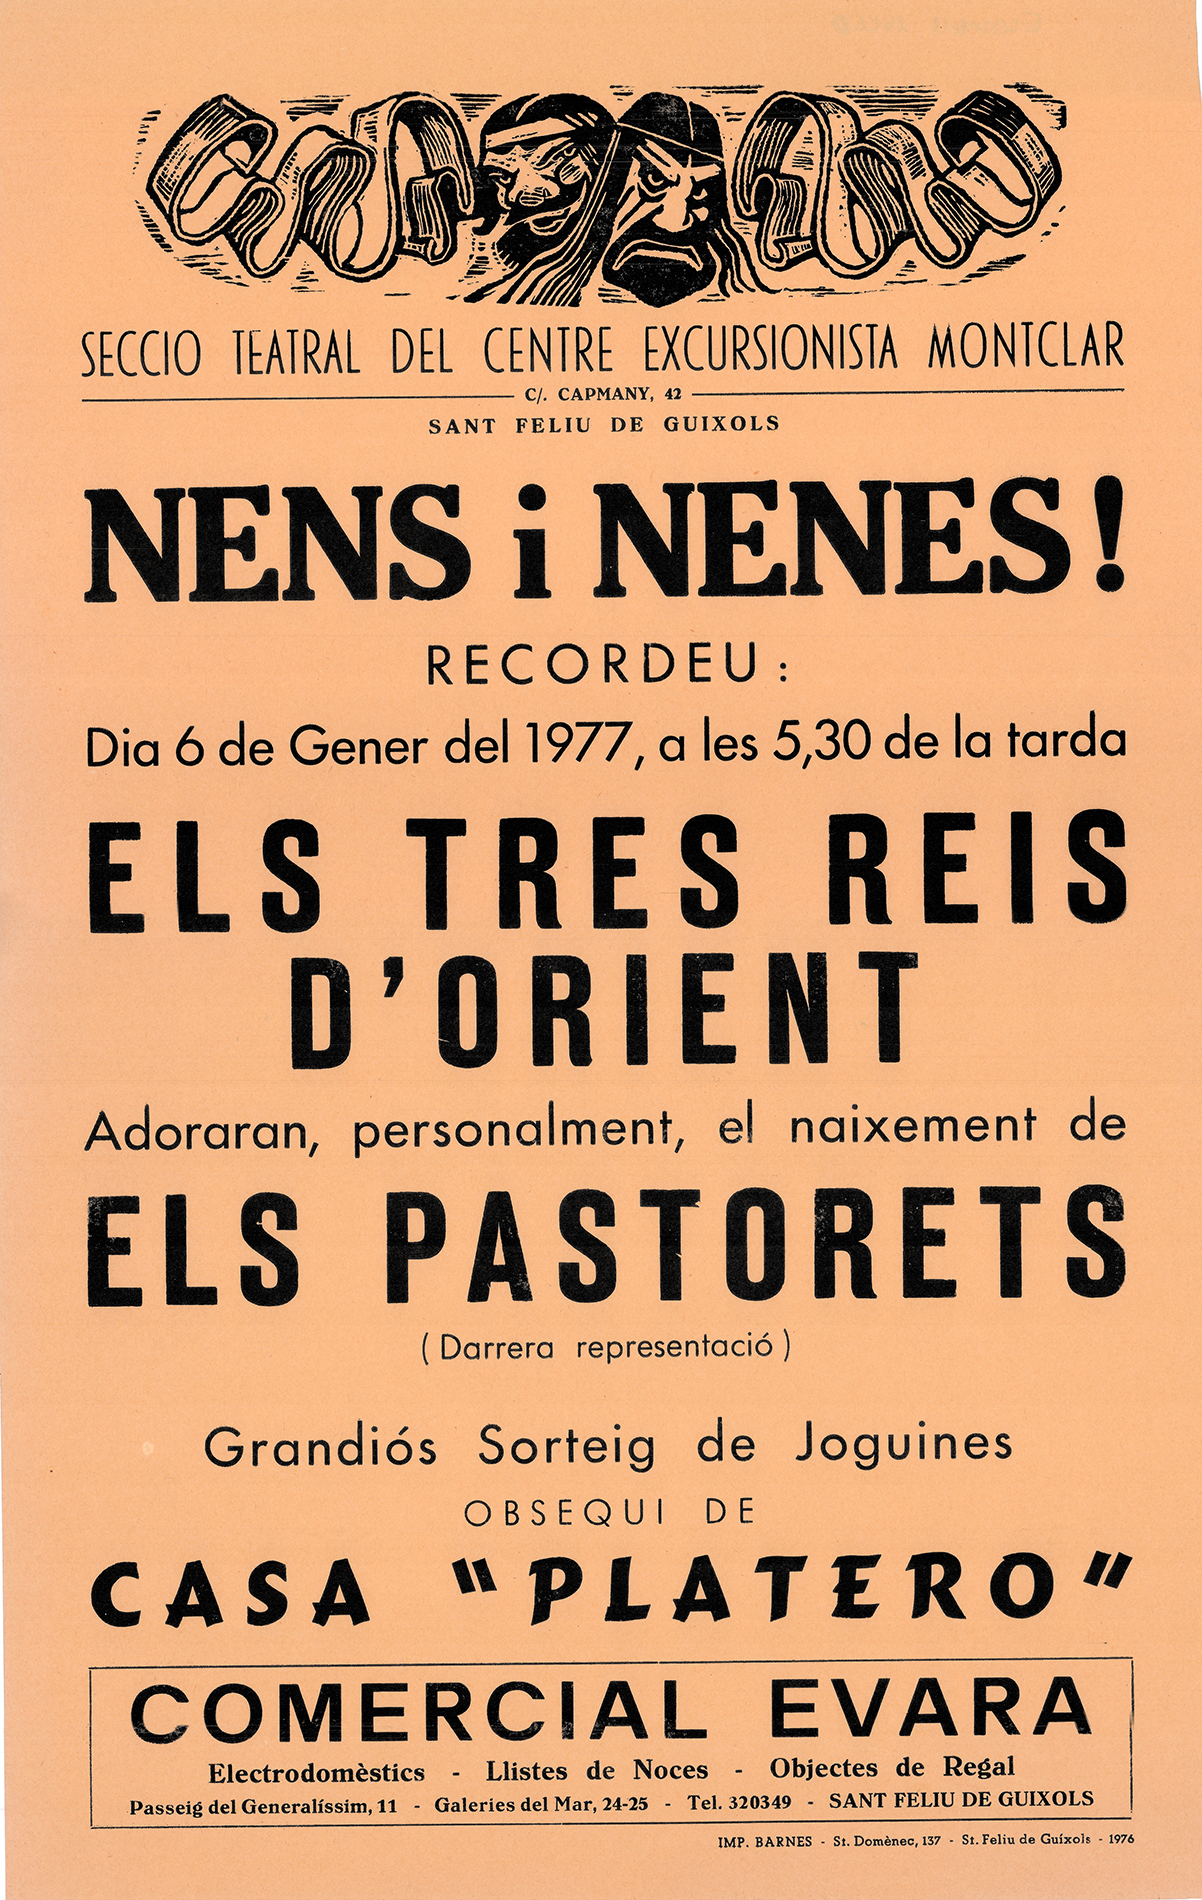 SECCIO TEATRAL DEL CENTRE EXCURSIONISTA MONTCLAR
C/. CAPMANY, 42
SANT FELIU DE GUIXOLS
NENS i NENES!
RECORDEU:
Dia 6 de Gener del 1977, a les 5,30 de la tarda
ELS TRES REIS
D'ORIENT
Adoraran, personalment, el naixement de
ELS PASTORETS
(Darrera representació)
Grandiós Sorteig de Joguines
OBSEQUI DE
CASA "PLATERO"
COMERCIAL EVARA
Electrodomèstics - Llistes de Noces - Objectes de Regal
Passeig del Generalíssim, 11 - Galeries del Mar, 24-25 - Tel. 320349 - SANT FELIU DE GUIXOLS
IMP. BARNES - St. Domènec, 137 - St. Feliu de Guíxols - 1976